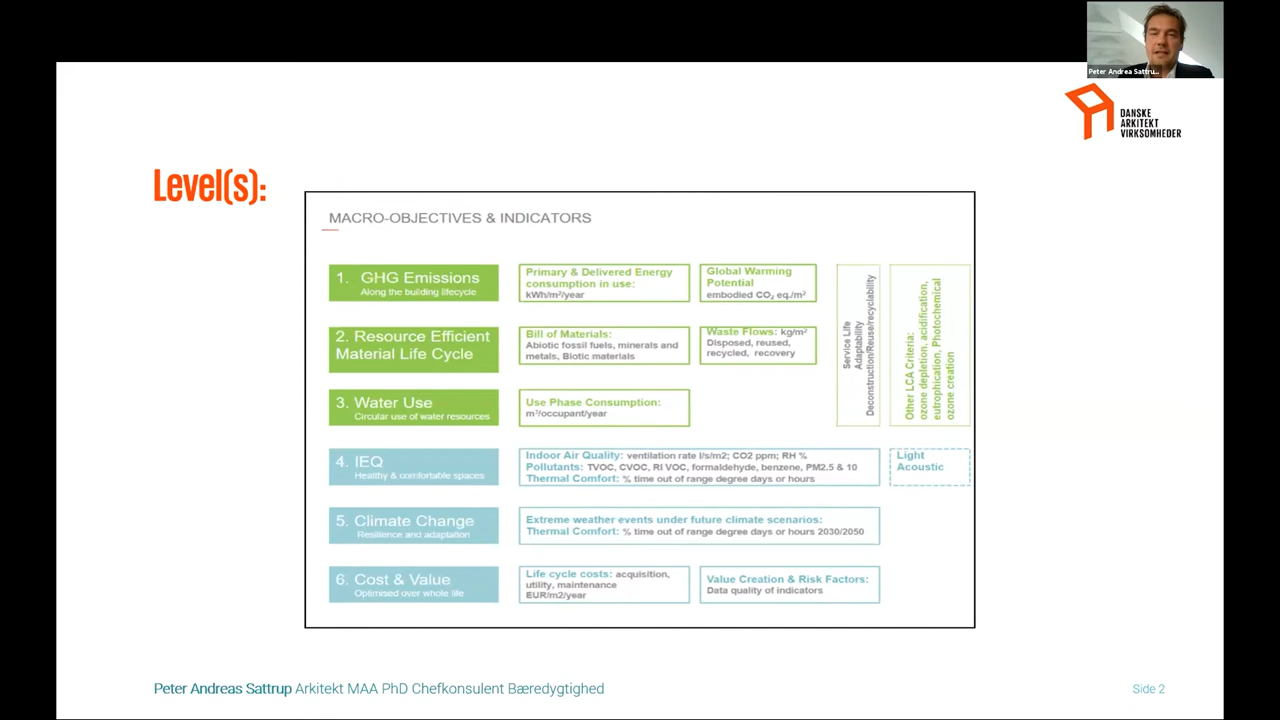 Peter Andrea Sattru...
DANSKE
ARKITEKT
VIRKSOMHEDER
Level(s):
MACRO-OBJECTIVES & INDICATORS
1. GHG Emissions
Along the building lifecycle
Primary & Delivered Energy
consumption in use:
kWh/m²/year
Global Warming
Potential
embodied CO₂ eq./m²
2. Resource Efficient
Material Life Cycle
Bill of Materials:
Abiotic fossil fuels, minerals and
metals, Biotic materials
Waste Flows: kg/m²
Disposed, reused,
recycled, recovery
3. Water Use
Circular use of water resources
Use Phase Consumption:
m³/occupant/year
Service Life
Adaptability
Deconstruction/Reuse/recyclability
Other LCA Criteria:
ozone depletion, acidification,
eutrophication, Photochemical
ozone creation
4. IEQ
Healthy & comfortable spaces
Indoor Air Quality: ventilation rate l/s/m2; CO2 ppm; RH %
Pollutants: TVOC, CVOC, RI VOC, formaldehyde, benzene, PM2.5 & 10
Thermal Comfort: % time out of range degree days or hours
Light
Acoustic
5. Climate Change
Resilience and adaptation
Extreme weather events under future climate scenarios:
Thermal Comfort: % time out of range degree days or hours 2030/2050
6. Cost & Value
Optimised over whole life
Life cycle costs: acquisition,
utility, maintenance
EUR/m2/year
Value Creation & Risk Factors:
Data quality of indicators
Peter Andreas Sattrup Arkitekt MAA PhD Chefkonsulent Bæredygtighed
Side 2